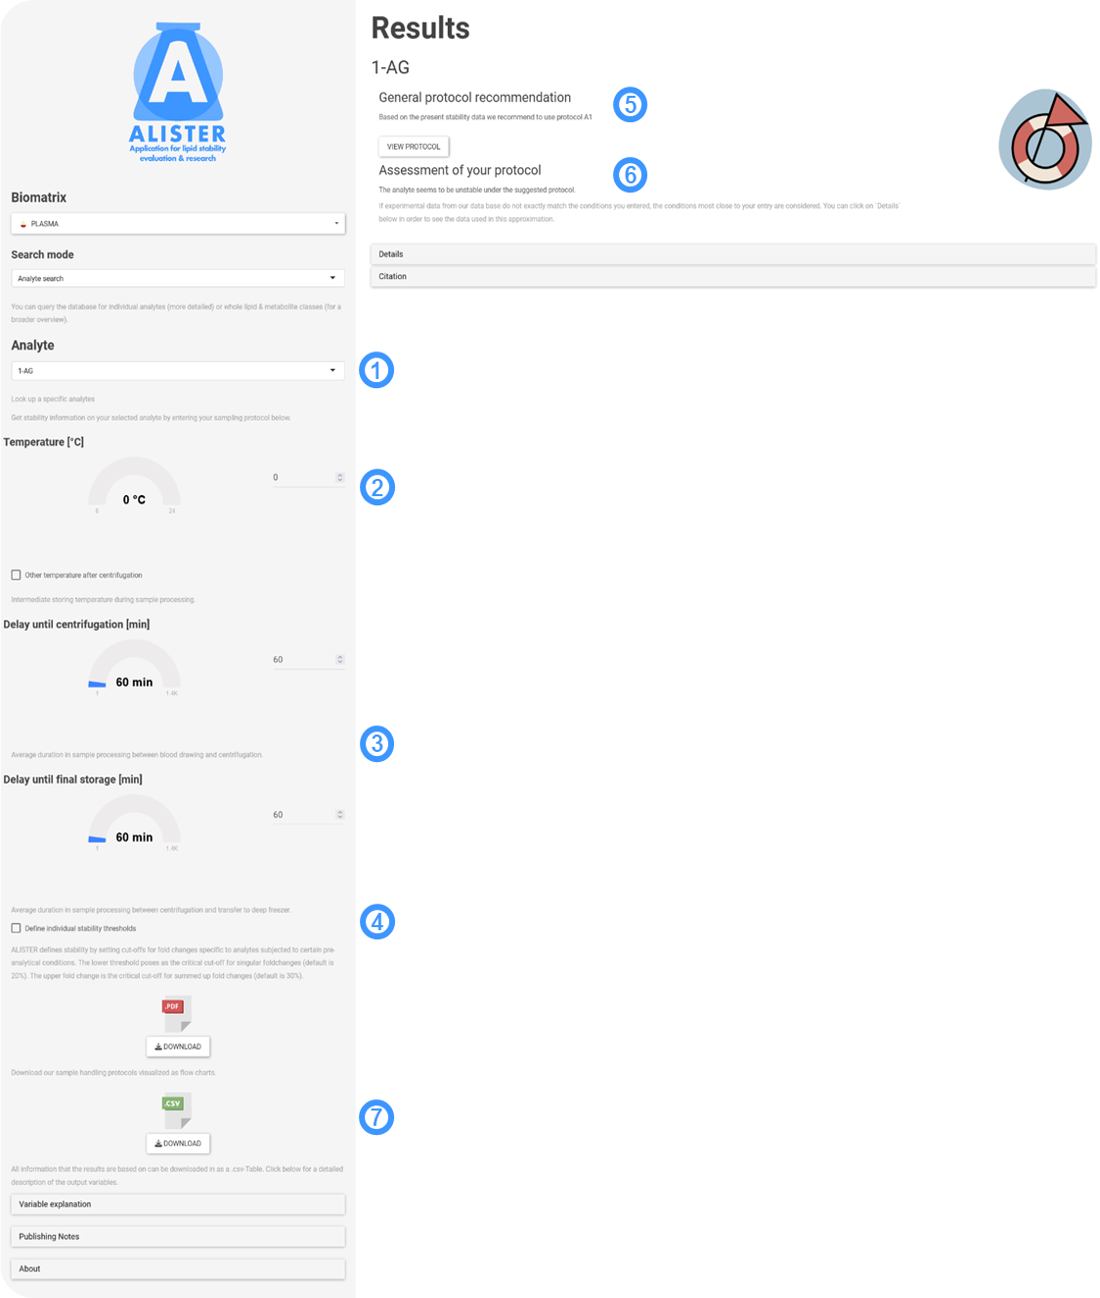 A
ALISTER
Application for lipid stability
evaluation & research
Biomatrix
PLASMA
Search mode
Analyte search
You can query the database for individual analytes (more detailed) or whole lipid & metabolite classes (for a
broader overview).
Analyte
1-AG
1
Look up a specific analytes
Get stability information on your selected analyte by entering your sampling protocol below.
Temperature [°C]
0
2
0 °C
0 24
Other temperature after centrifugation
Intermediate storing temperature during sample processing.
Delay until centrifugation [min]
60
60 min
1 1.4K
3
Average duration in sample processing between blood drawing and centrifugation.
Delay until final storage [min]
60
60 min
1 1.4K
Average duration in sample processing between centrifugation and transfer to deep freezer.
4
Define individual stability thresholds
ALISTER defines stability by setting cut-offs for fold changes specific to analytes subjected to certain pre-
analytical conditions. The lower threshold poses as the critical cut-off for singular foldchanges (default is
20%). The upper fold change is the critical cut-off for summed up fold changes (default is 30%).
.PDF
DOWNLOAD
Download our sample handling protocols visualized as flow charts.
.CSV
7
DOWNLOAD
All information that the results are based on can be downloaded in as a .csv-Table. Click below for a detailed
description of the output variables.
Variable explanation
Publishing Notes
About
Results
1-AG
General protocol recommendation
5
Based on the present stability data we recommend to use protocol A1
VIEW PROTOCOL
Assessment of your protocol
6
The analyte seems to be unstable under the suggested protocol.
If experimental data from our data base do not exactly match the conditions you entered, the conditions most close to your entry are considered. You can click on `Details`
below in order to see the data used in this approximation.
Details
Citation